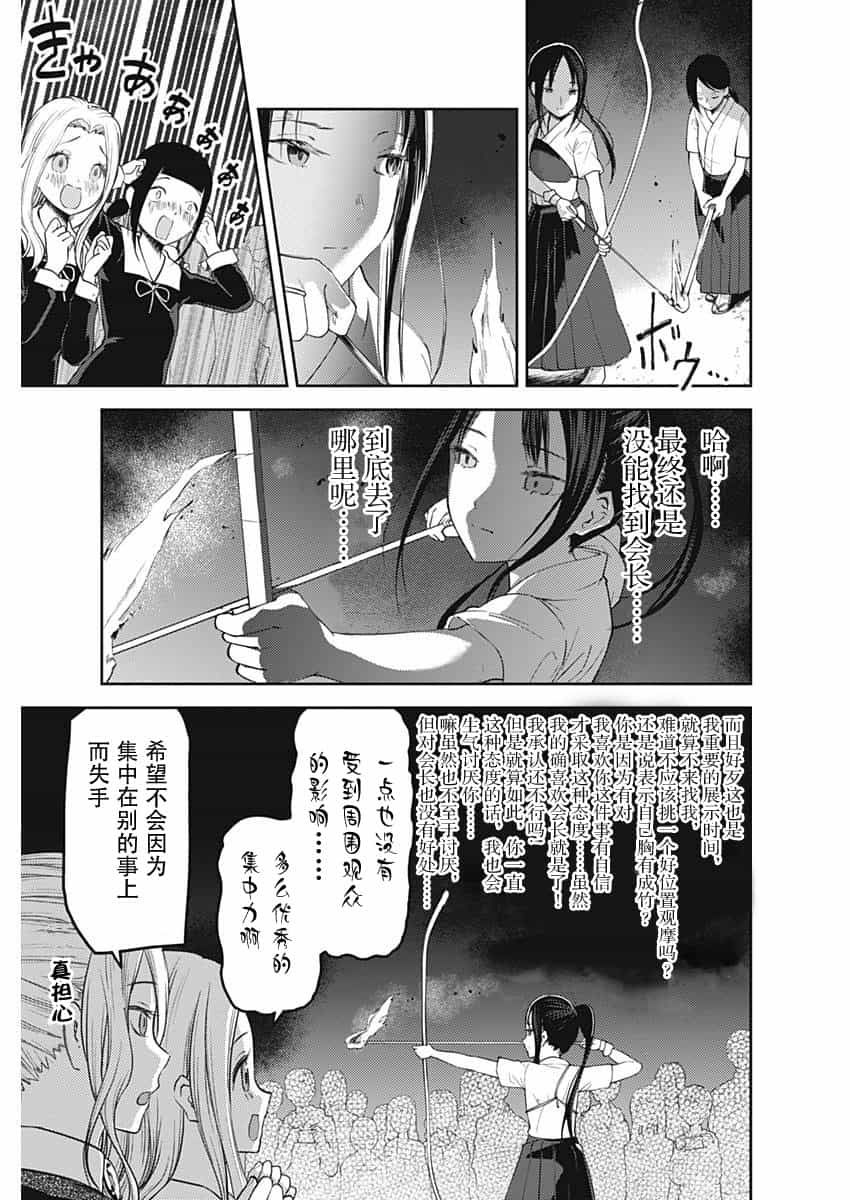 ボゥ
きゃあああああぁ
哈啊……
最终还是
没能找到会长……
到底去了
哪里呢……
而且好歹这也是
我重要的展示时间，
就算不来找我，
难道不应该挑一个好位置观摩吗？
还是说表示自己胸有成竹？
你是因为有对
我喜欢你这件事有自信
才采取这种态度……虽然
我的确喜欢会长就是了！
我承认还不行吗！
但是就算如此，你一直
这种态度的话，我也会
生气讨厌你……
嘛虽然也不至于讨厌，
但对会长也没有好处……
一点也没有
受到周围观众
的影响……
多么优秀的
集中力啊
希望不会因为
集中在别的事上
而失手
真担心